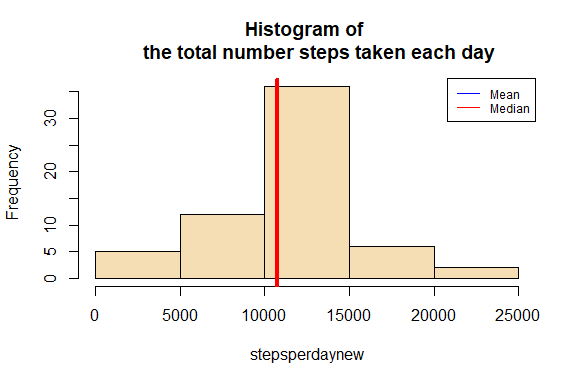 Histogram of
the total number steps taken each day
Mean
Median
Frequency
30
20
10
5
0
0 5000 10000 15000 20000 25000
stepsperdaynew